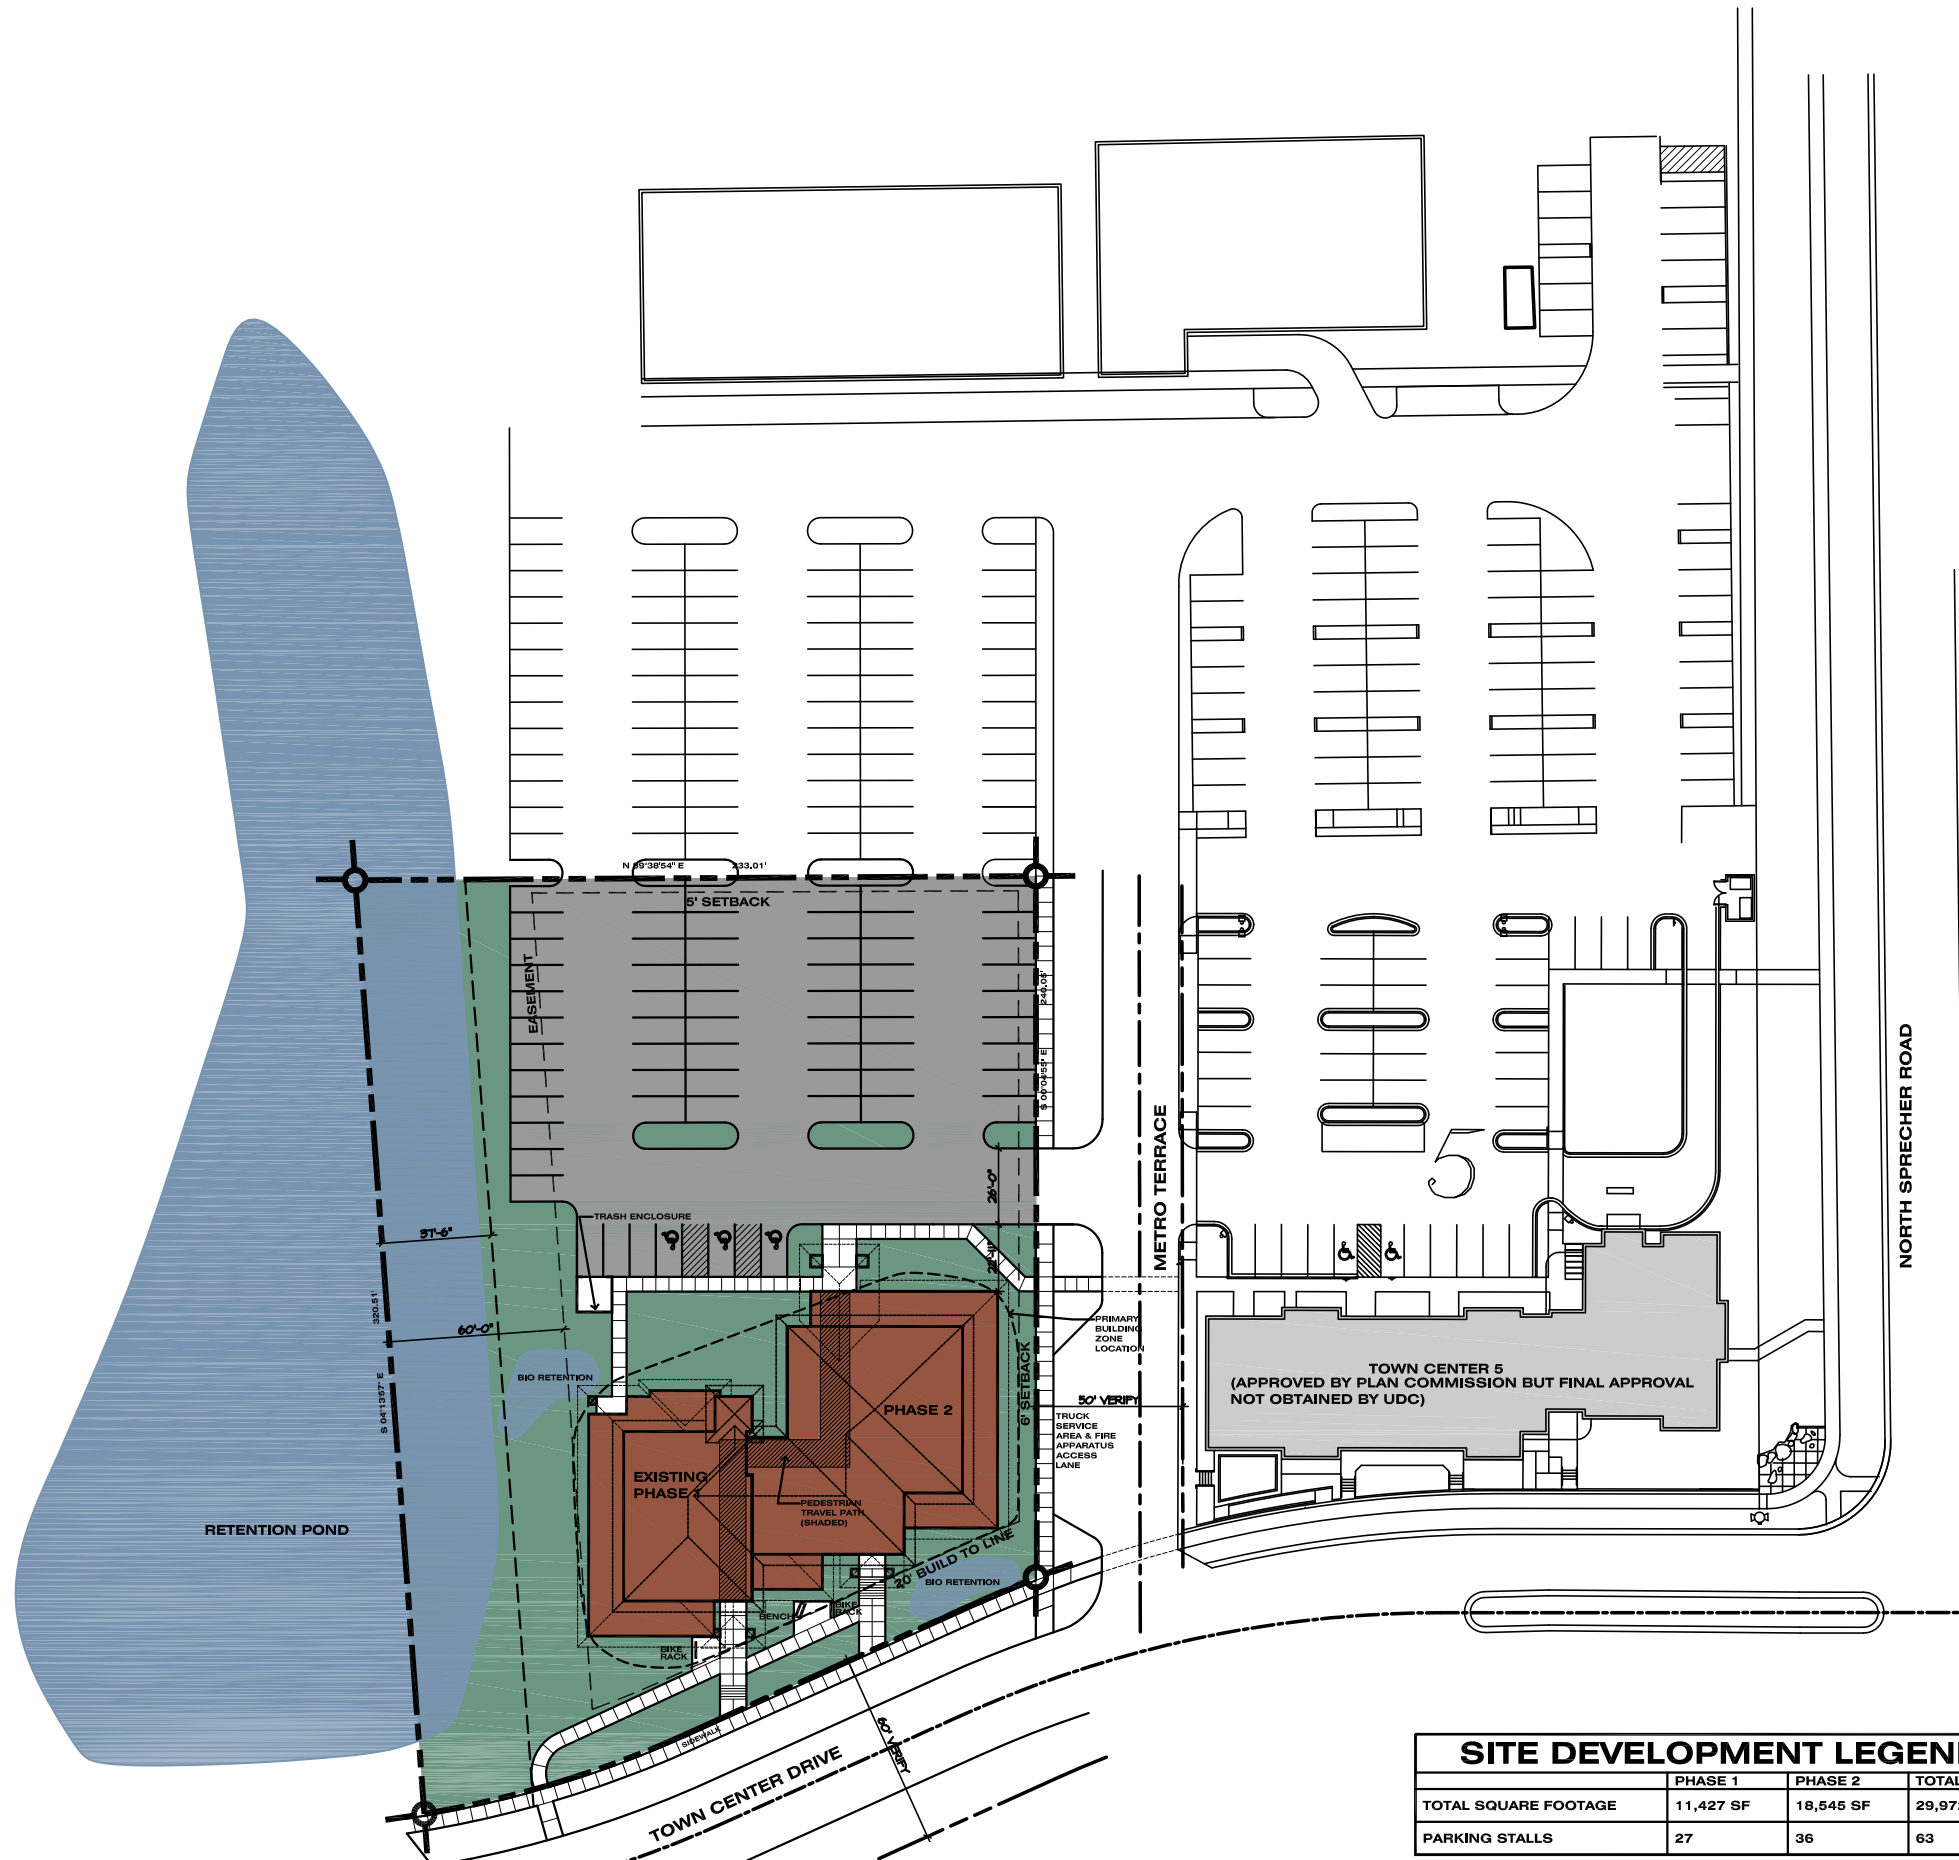 N 89°38'54" E 233.01'
5' SETBACK
EASEMENT
240.05'
S 00°04'55" E
METRO TERRACE
NORTH SPRECHER ROAD
5
26'-0"
TRASH ENCLOSURE
37'-6"
22'-11"
320.51'
S 04°13'57" E
60'-0"
PRIMARY
BUILDING
ZONE
LOCATION
6' SETBACK
BIO RETENTION
50' VERIFY
TOWN CENTER 5
(APPROVED BY PLAN COMMISSION BUT FINAL APPROVAL
NOT OBTAINED BY UDC)
PHASE 2
TRUCK
SERVICE
AREA & FIRE
APPARATUS
ACCESS
LANE
EXISTING
PHASE 1
PEDESTRIAN
TRAVEL PATH
(SHADED)
RETENTION POND
20' BUILD TO LINE
BIO RETENTION
BENCH
BIKE
RACK
BIKE
RACK
SIDEWALK
60' VERIFY
TOWN CENTER DRIVE
SITE DEVELOPMENT LEGEN
PHASE 1 PHASE 2 TOTAL
TOTAL SQUARE FOOTAGE 11,427 SF 18,545 SF 29,97
PARKING STALLS 27 36 63